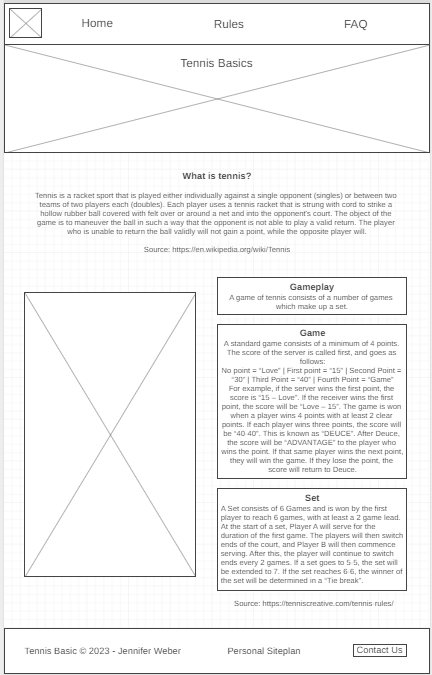 Home Rules FAQ
Tennis Basics
What is tennis?
Tennis is a racket sport that is played either individually against a single opponent (singles) or between two
teams of two players each (doubles). Each player uses a tennis racket that is strung with cord to strike a
hollow rubber ball covered with felt over or around a net and into the opponent's court. The object of the
game is to maneuver the ball in such a way that the opponent is not able to play a valid return. The player
who is unable to return the ball validly will not gain a point, while the opposite player will.
Source: https://en.wikipedia.org/wiki/Tennis
Gameplay
A game of tennis consists of a number of games
which make up a set.
Game
A standard game consists of a minimum of 4 points.
The score of the server is called first, and goes as
follows:
No point = “Love” | First point = “15” | Second Point =
“30” | Third Point = “40” | Fourth Point = “Game”
For example, if the server wins the first point, the
score is “15 – Love”. If the receiver wins the first
point, the score will be “Love – 15”. The game is won
when a player wins 4 points with at least 2 clear
points. If each player wins three points, the score will
be “40-40”. This is known as “DEUCE”. After Deuce,
the score will be “ADVANTAGE” to the player who
wins the point. If that same player wins the next point,
they will win the game. If they lose the point, the
score will return to Deuce.
Set
A Set consists of 6 Games and is won by the first
player to reach 6 games, with at least a 2 game lead.
At the start of a set, Player A will serve for the
duration of the first game. The players will then switch
ends of the court, and Player B will then commence
serving. After this, the player will continue to switch
ends every 2 games. If a set goes to 5-5, the set will
be extended to 7. If the set reaches 6-6, the winner of
the set will be determined in a “Tie break”.
Source: https://tenniscreative.com/tennis-rules/
Tennis Basic © 2023 - Jennifer Weber Personal Siteplan Contact Us